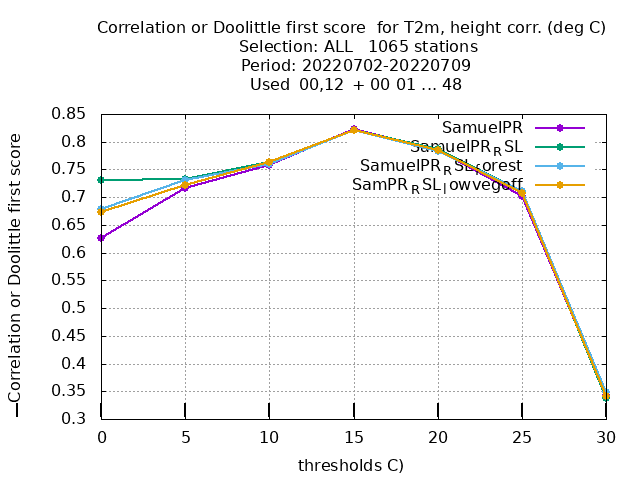 Correlation or Doolittle first score  for T2m, height corr. (deg C)
Selection: ALL   1065 stations
Period: 20220702-20220709
Used  00,12  + 00 01 ... 48
Correlation or Doolittle first score
0.85
0.8
0.75
0.7
0.65
0.6
0.55
0.5
0.45
0.4
0.35
0.3
SamuelPR
SamuelPRRSL
SamuelPRRSLforest
SamPRRSLlowvegoff
0 5 10 15 20 25 30
thresholds C)